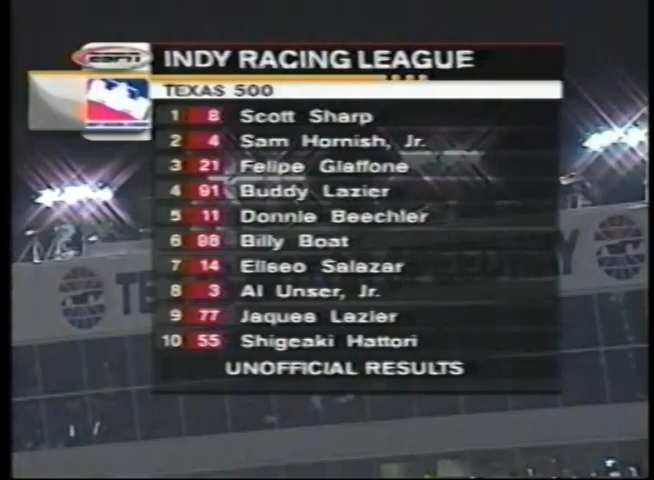 ESPN
INDY RACING LEAGUE
TEXAS 500
1 8 Scott Sharp
2 4 Sam Hornish, Jr.
3 21 Felipe Giaffone
4 91 Buddy Lazier
5 11 Donnie Beechler
6 98 Billy Boat
7 14 Eliseo Salazar
8 3 Al Unser, Jr.
9 77 Jaques Lazier
10 55 Shigeaki Hattori
UNOFFICIAL RESULTS